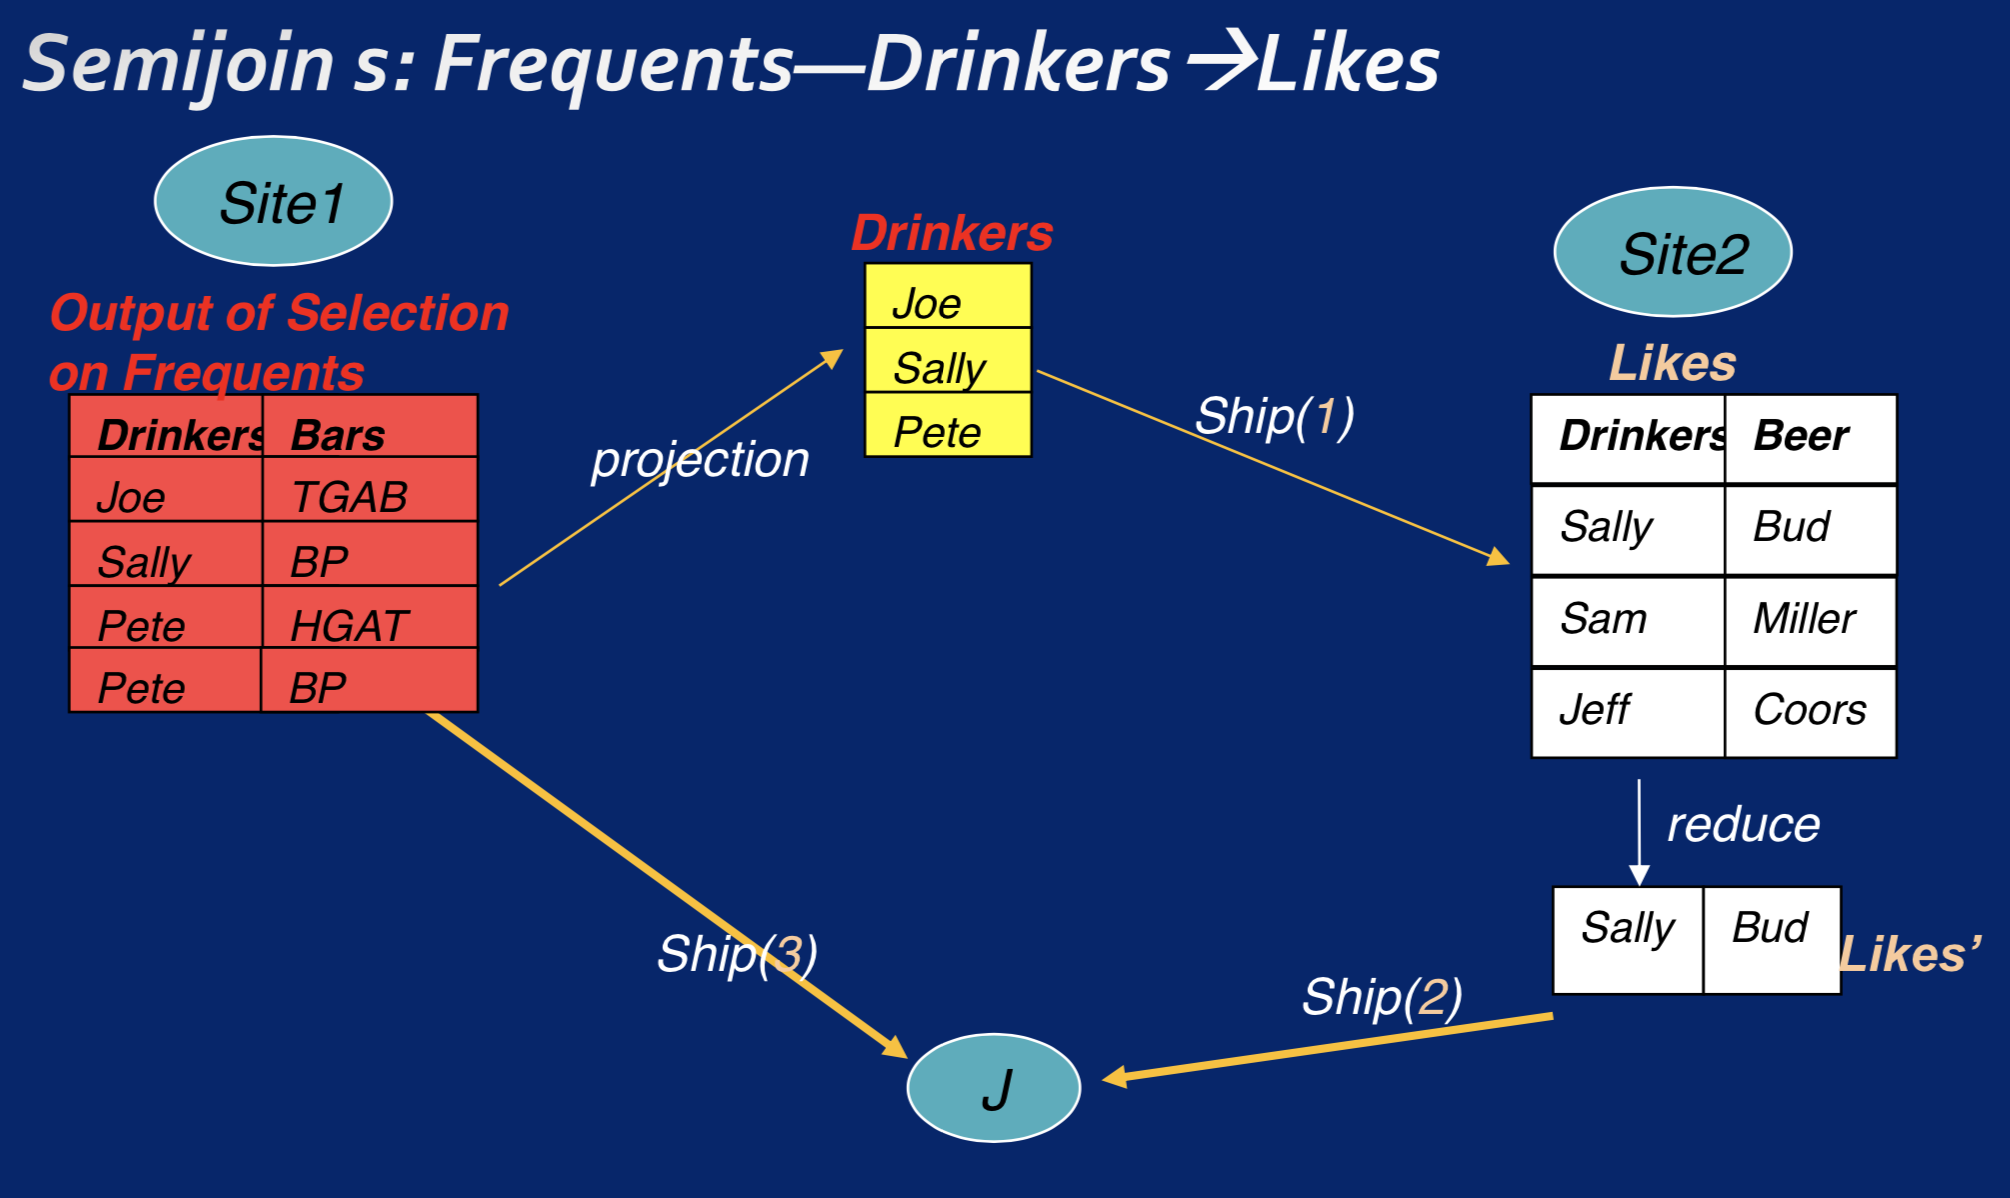 Semijoin s: Frequents—Drinkers→Likes
Site1
Output of Selection
on Frequents
Drinkers Bars
Joe TGAB
Sally BP
Pete HGAT
Pete BP
projection
Drinkers
Joe
Sally
Pete
Ship(1)
Site2
Likes
Drinkers Beer
Sally Bud
Sam Miller
Jeff Coors
reduce
Sally Bud
Likes’
Ship(3)
Ship(2)
J